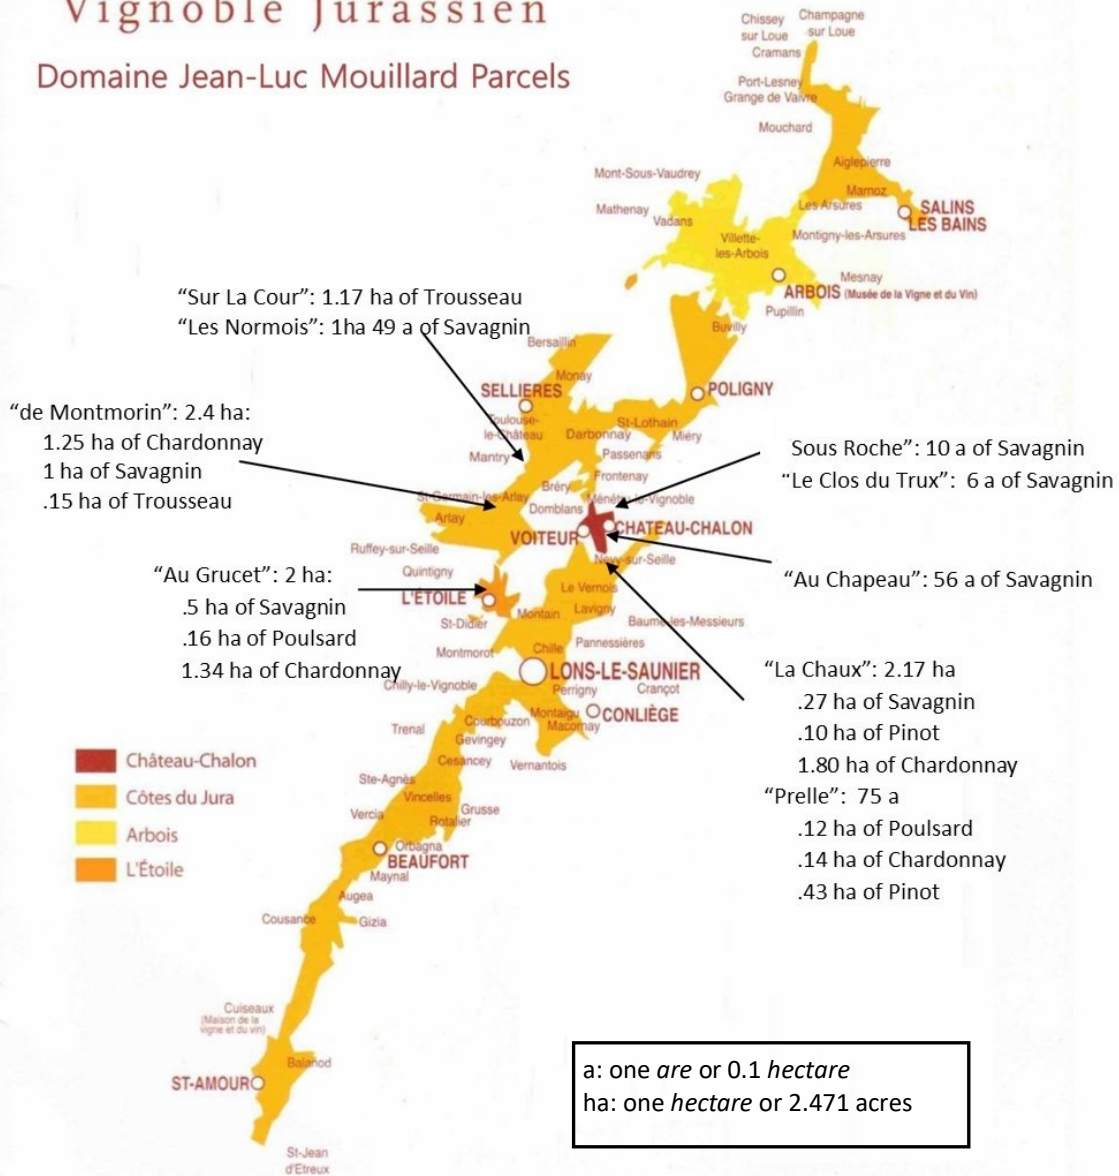 Vignoble Jurassien
Domaine Jean-Luc Mouillard Parcels
Chissey
sur Loue
Champagne
sur Loue
Cramans
Port-Lesney
Grange de Vaivre
Mouchard
Aiglepierre
Marnoz
Les Arsures
SALINS
LES BAINS
Mont-Sous-Vaudrey
Mathenay
Vadans
Villette-
les-Arbois
Montigny-les-Arsures
Mesnay
ARBOIS (Musée de la Vigne et du Vin)
Pupillin
Buvilly
"Sur La Cour": 1.17 ha of Trousseau
"Les Normois": 1ha 49 a of Savagnin
Bersaillin
Monay
SELLIERES
POLIGNY
Toulouse-
le-Château
St-Lothain
Darbonnay
Miéry
Mantry
Passenans
Frontenay
"de Montmorin": 2.4 ha:
1.25 ha of Chardonnay
1 ha of Savagnin
.15 ha of Trousseau
Sous Roche": 10 a of Savagnin
"Le Clos du Trux": 6 a of Savagnin
Bréry
St-Germain-les-Arlay
Domblans
Ménétru-le-Vignoble
Arlay
VOITEUR
CHATEAU-CHALON
Ruffey-sur-Seille
Nevy-sur-Seille
Quintigny
"Au Grucet": 2 ha:
.5 ha of Savagnin
.16 ha of Poulsard
1.34 ha of Chardonnay
"Au Chapeau": 56 a of Savagnin
L'ÉTOILE
Le Vernois
Lavigny
St-Didier
Montain
Baume-les-Messieurs
Pannessières
Montmorot
Chille
LONS-LE-SAUNIER
Chilly-le-Vignoble
Perrigny
Crançot
CONLIÈGE
Montaigu
Macornay
Courbouzon
Trenal
Gevingey
Cesancey
Vernantois
"La Chaux": 2.17 ha
.27 ha of Savagnin
.10 ha of Pinot
1.80 ha of Chardonnay
"Prelle": 75 a
.12 ha of Poulsard
.14 ha of Chardonnay
.43 ha of Pinot
Château-Chalon
Côtes du Jura
Arbois
L'Étoile
Ste-Agnès
Vincelles
Vercia
Grusse
Rotalier
Orbagna
BEAUFORT
Maynal
Augea
Cousance
Gizia
Cuiseaux
(Maison de la
vigne et du vin)
Balanod
ST-AMOUR
St-Jean
d'Etreux
a: one are or 0.1 hectare
ha: one hectare or 2.471 acres